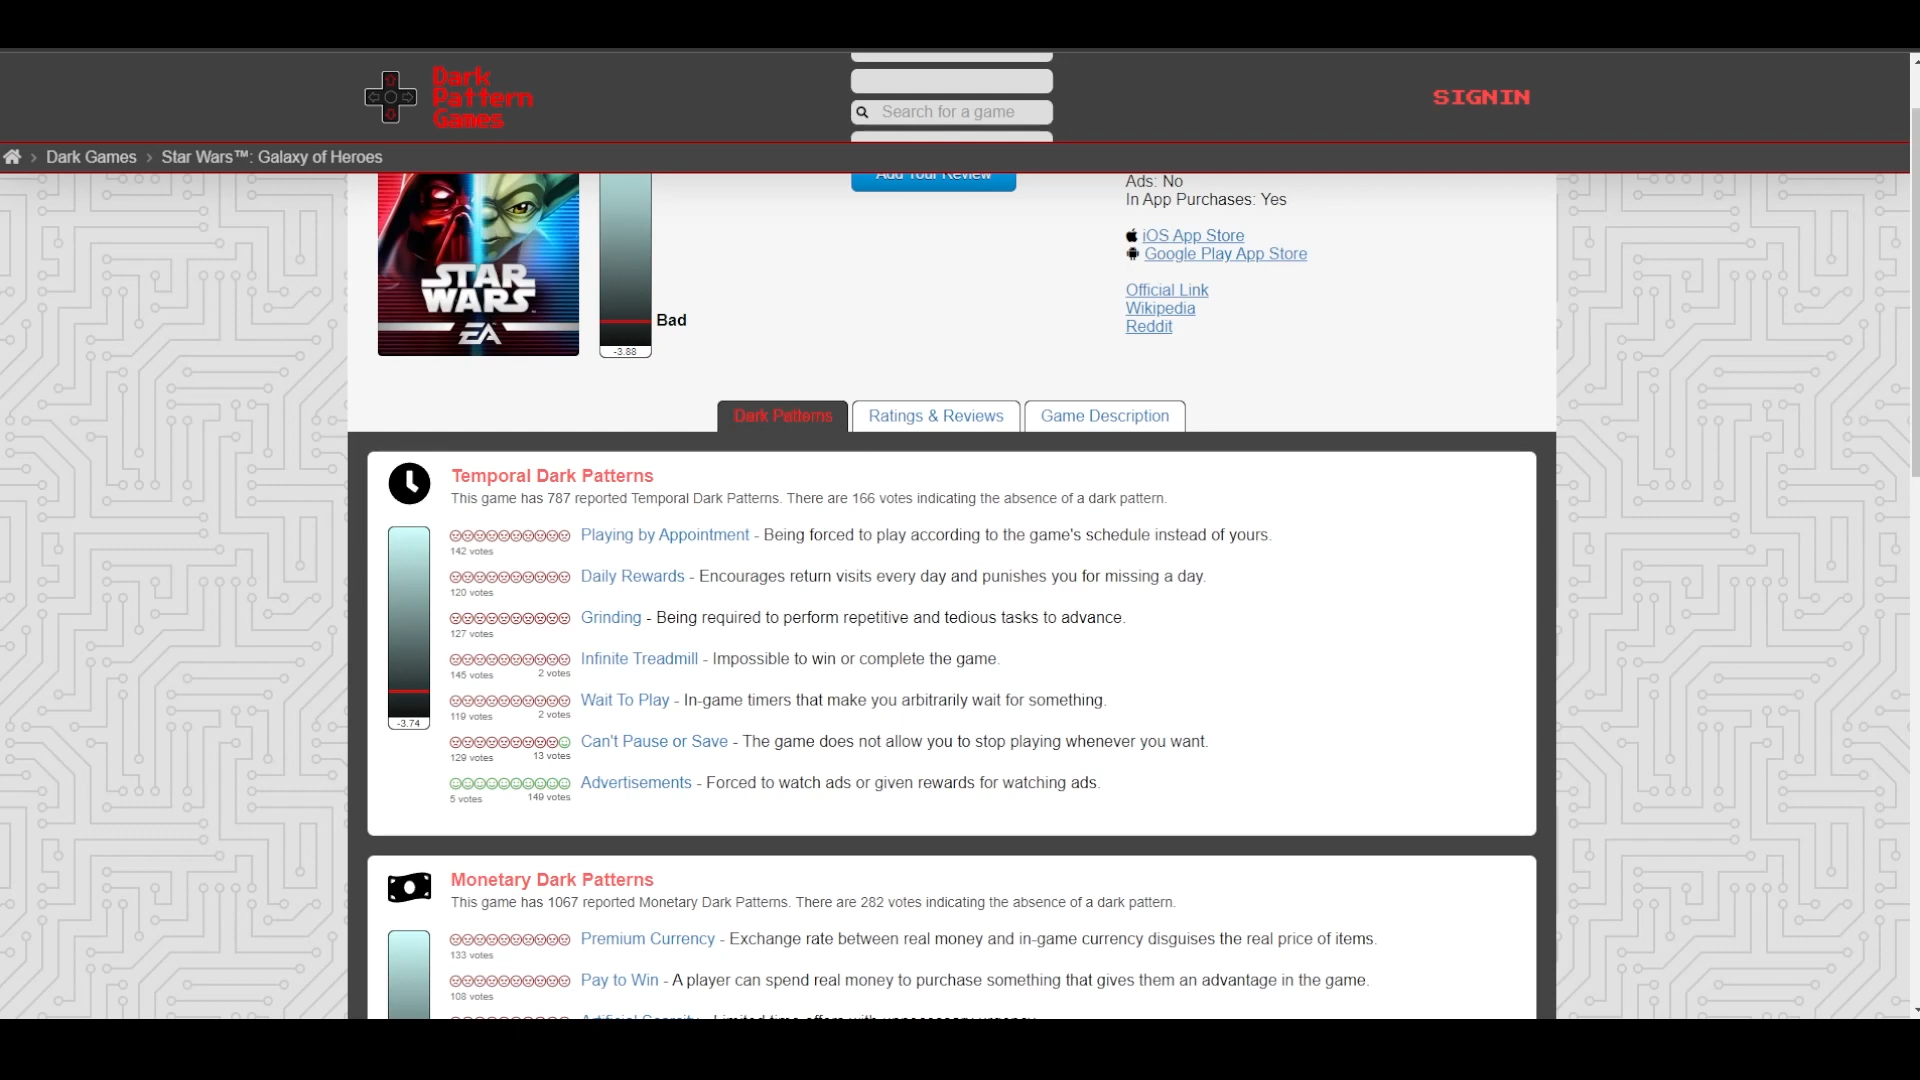 Dark
Pattern
Games
Search for a game
SIGNIN
Dark Games
Star Wars™: Galaxy of Heroes
Add Your Review
Ads: No
In App Purchases: Yes
iOS App Store
Google Play App Store
Official Link
Wikipedia
Reddit
STAR
WARS
EA
Bad
-3.88
Dark Patterns
Ratings & Reviews
Game Description
Temporal Dark Patterns
This game has 787 reported Temporal Dark Patterns. There are 166 votes indicating the absence of a dark pattern.
Playing by Appointment - Being forced to play according to the game's schedule instead of yours.
142 votes
Daily Rewards - Encourages return visits every day and punishes you for missing a day.
120 votes
Grinding - Being required to perform repetitive and tedious tasks to advance.
127 votes
Infinite Treadmill - Impossible to win or complete the game.
145 votes 2 votes
Wait To Play - In-game timers that make you arbitrarily wait for something.
119 votes 2 votes
-3.74
Can't Pause or Save - The game does not allow you to stop playing whenever you want.
129 votes 13 votes
Advertisements - Forced to watch ads or given rewards for watching ads.
5 votes 149 votes
Monetary Dark Patterns
This game has 1067 reported Monetary Dark Patterns. There are 282 votes indicating the absence of a dark pattern.
Premium Currency - Exchange rate between real money and in-game currency disguises the real price of items.
133 votes
Pay to Win - A player can spend real money to purchase something that gives them an advantage in the game.
108 votes
Artificial Scarcity - Limited time offers with unnecessary urgency.